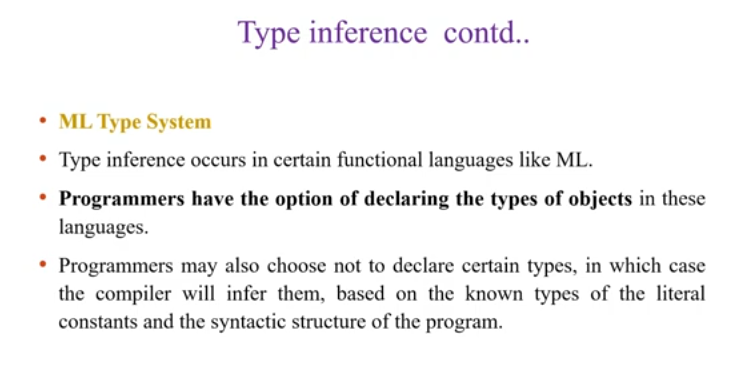 Type inference contd..
• ML Type System
• Type inference occurs in certain functional languages like ML.
• Programmers have the option of declaring the types of objects in these
languages.
• Programmers may also choose not to declare certain types, in which case
the compiler will infer them, based on the known types of the literal
constants and the syntactic structure of the program.